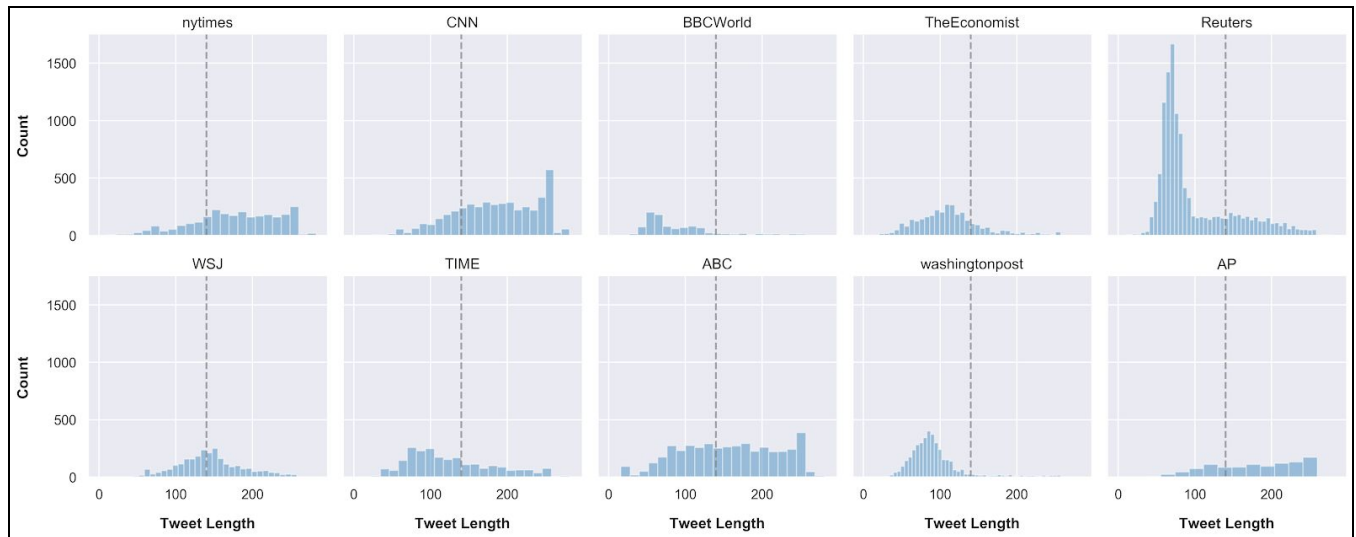 nytimes CNN BBCWorld TheEconomist Reuters
1500
1000
500
0
Count
WSJ TIME ABC washingtonpost AP
1500
1000
500
0
Count
0 100 200 0 100 200 0 100 200 0 100 200 0 100 200
Tweet Length Tweet Length Tweet Length Tweet Length Tweet Length